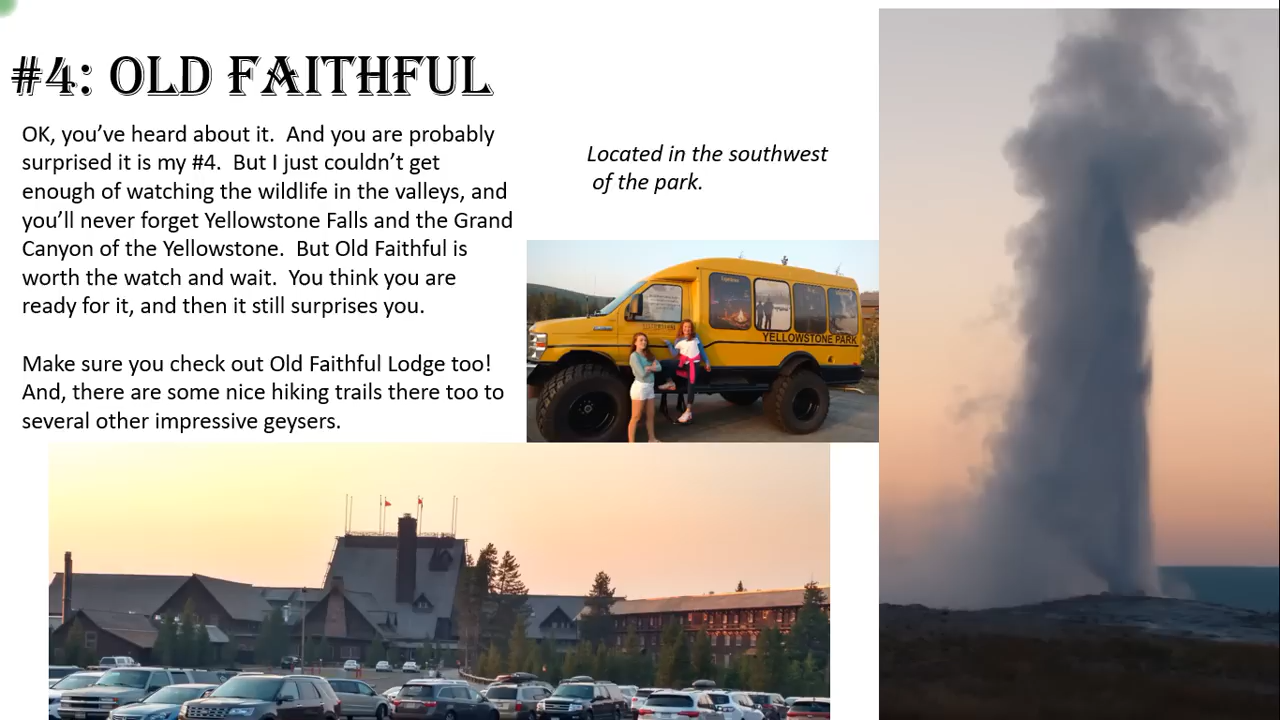 #4: OLD FAITHFUL
OK, you’ve heard about it.  And you are probably
surprised it is my #4.  But I just couldn’t get
enough of watching the wildlife in the valleys, and
you’ll never forget Yellowstone Falls and the Grand
Canyon of the Yellowstone.  But Old Faithful is
worth the watch and wait.  You think you are
ready for it, and then it still surprises you.
Make sure you check out Old Faithful Lodge too!
And, there are some nice hiking trails there too to
several other impressive geysers.
Located in the southwest
of the park.
YELLOWSTONE PARK